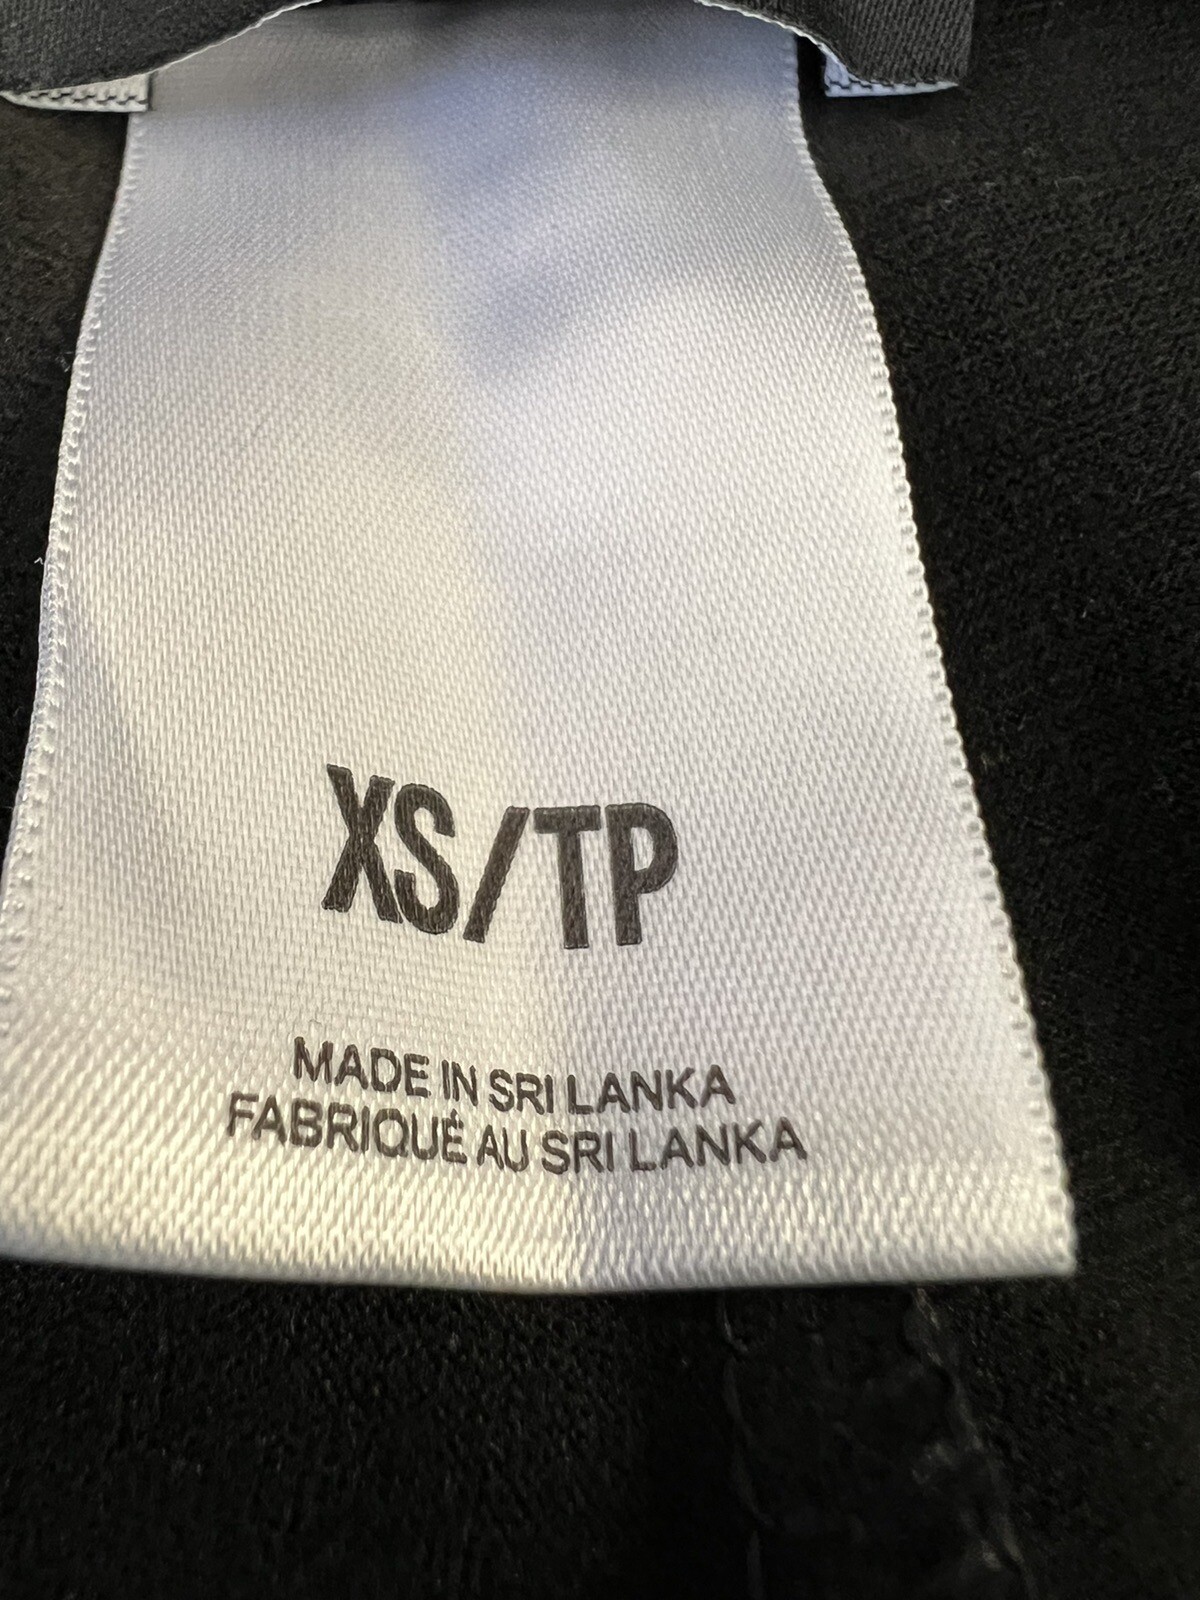 XS/TP
MADE IN SRI LANKA
FABRIQUÉ AU SRI LANKA